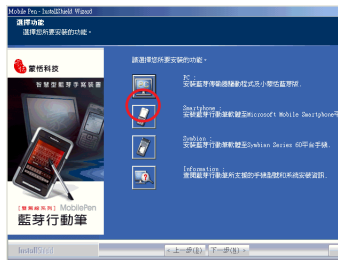 Mobile Pen - InstallShield Wizard
選擇功能
選擇您所要安裝的功能。
蒙恬科技
智慧型藍芽手寫裝置
[蒙無線系列] MobilePen
藍芽行動筆
請選擇您所要安裝的功能。
PC :
安裝藍芽傳輸器驅動程式及小蒙恬藍芽版.
Smartphone :
安裝藍芽行動筆軟體至Microsoft Mobile Smartphone平
Symbian :
安裝藍芽行動筆軟體至Symbian Series 60平台手機.
Information :
查閱藍芽行動筆所支援的手機型號和系統安裝資訊.
InstallShield
< 上一步(B)
下一步(N) >